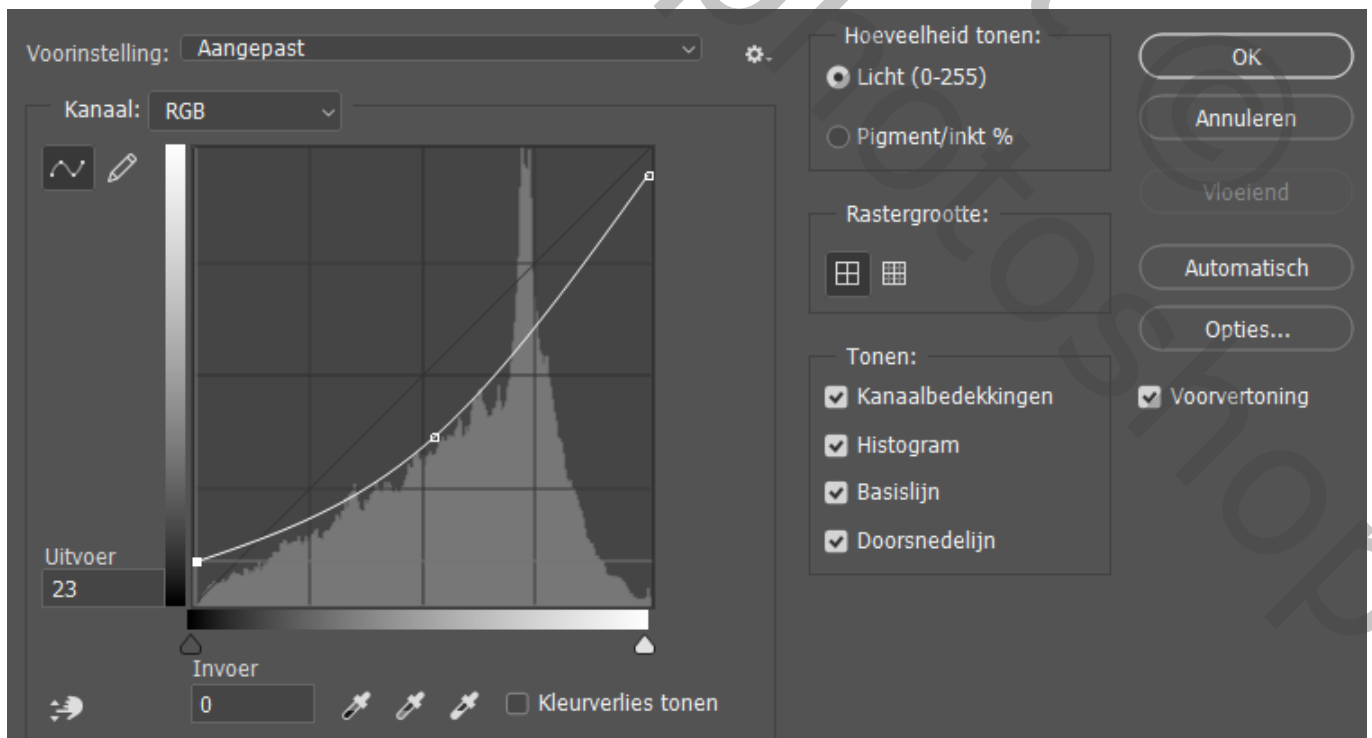 Voorinstelling: Aangepast
Kanaal: RGB
Uitvoer
23
Invoer
0
Kleurverlies tonen
Hoeveelheid tonen:
Licht (0-255)
Pigment/inkt %
Rastergrootte:
Tonen:
Kanaalbedekkingen
Histogram
Basislijn
Doorsnedelijn
OK
Annuleren
Vloeiend
Automatisch
Opties...
Voorvertoning